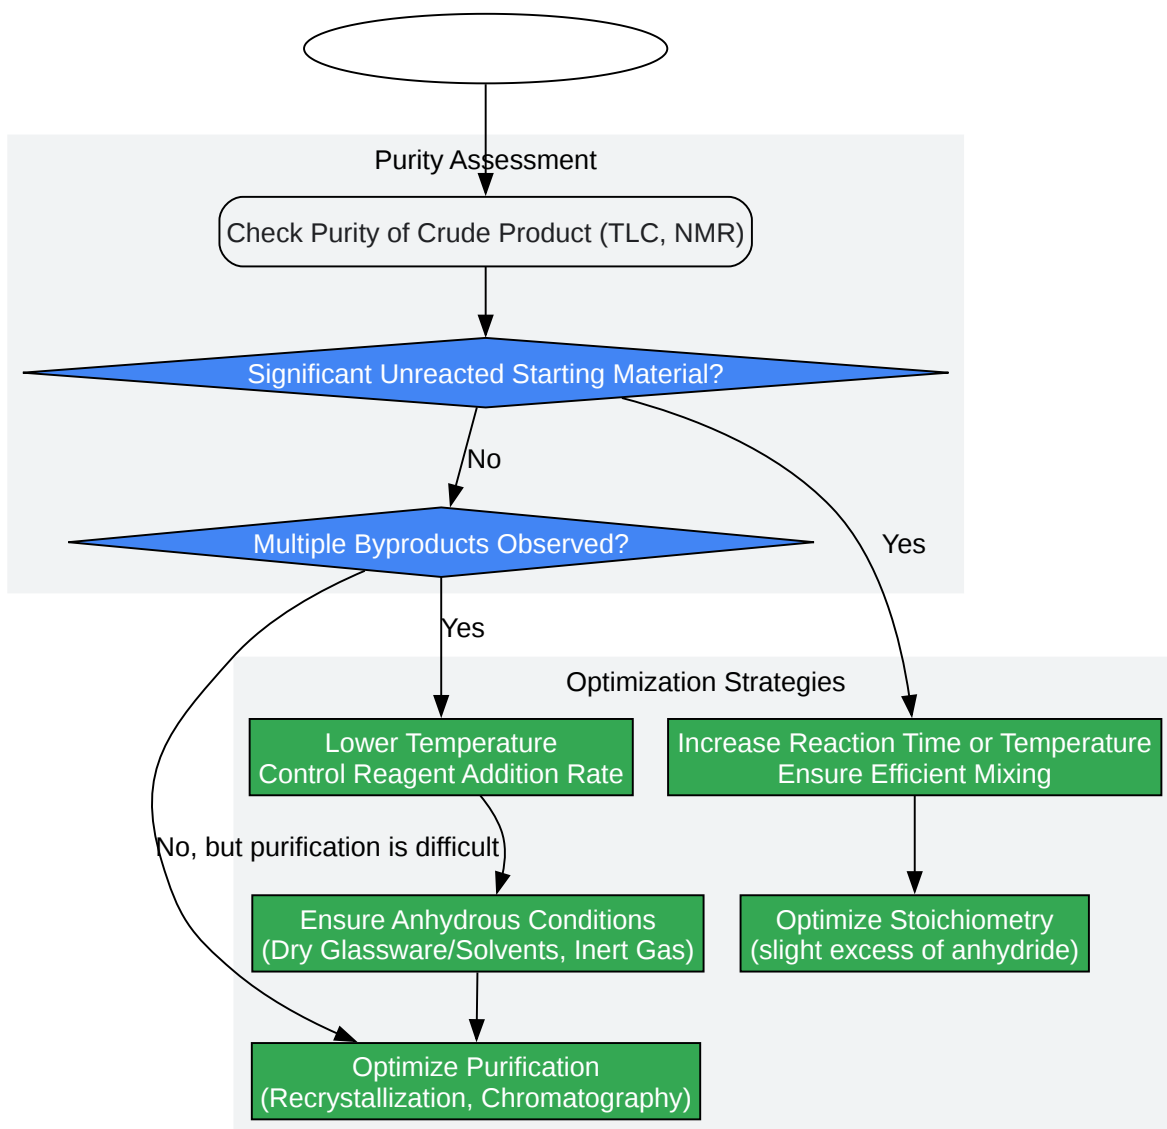 Purity Assessment
Check Purity of Crude Product (TLC, NMR)
Significant Unreacted Starting Material?
No
Multiple Byproducts Observed?
Yes
Yes
Optimization Strategies
Lower Temperature
Control Reagent Addition Rate
Increase Reaction Time or Temperature
Ensure Efficient Mixing
No, but purification is difficult
Ensure Anhydrous Conditions
(Dry Glassware/Solvents, Inert Gas)
Optimize Stoichiometry
(slight excess of anhydride)
Optimize Purification
(Recrystallization, Chromatography)